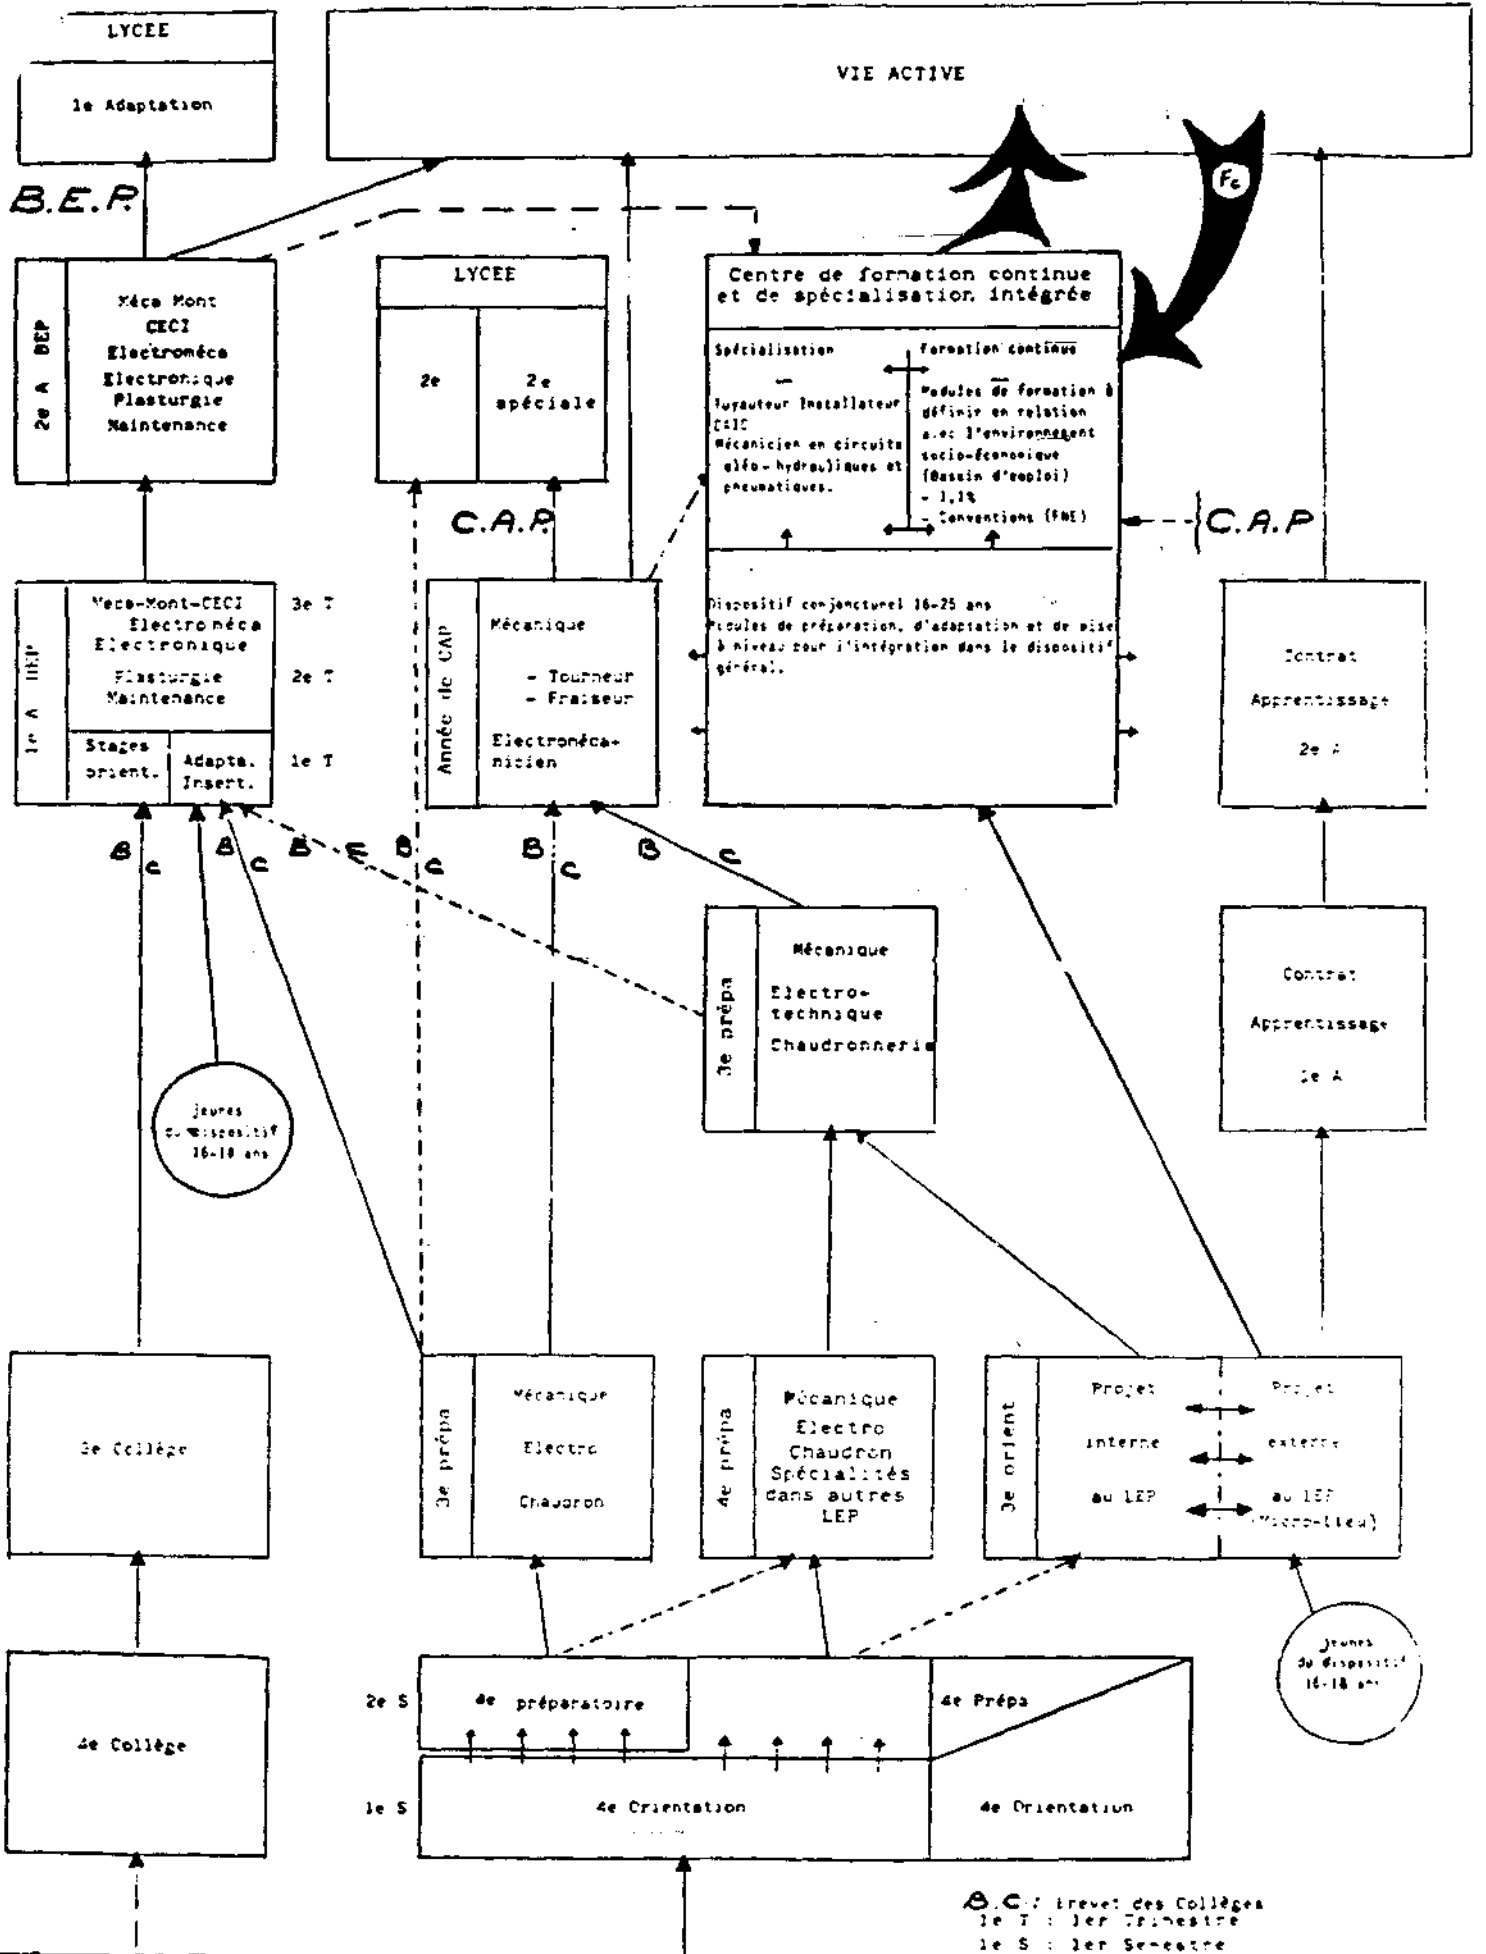 LYCEE
1e Adaptation
VIE ACTIVE
B.E.P.
Fc
2e A BEP
Méca Mont
CECI
Electroméca
Electronique
Plasturgie
Maintenance
LYCEE
2e
2e
spéciale
Centre de formation continue
et de spécialisation intégrée
Spécialisation
Tuyauteur Installateur
Mécanicien en circuits
oléo-hydrauliques et
pneumatiques.
Formation continue
Modules de formation à
définir en relation
avec l'environnement
socio-économique
(Bassin d'emploi)
- 1,1%
- Conventions (FNE)
C.A.P.
C.A.P
1e A BEP
Meca-Mont-CECI
Electroméca
Electronique
Plasturgie
Maintenance
3e T
2e T
1e T
Stages
orient.
Adapta.
Insert.
Année de CAP
Mécanique
- Tourneur
- Fraiseur
Electroméca-
nicien
Dispositif conjoncturel 16-25 ans
Modules de préparation, d'adaptation et de mise
à niveau pour l'intégration dans le dispositif
général.
Contrat
Apprentissage
2e A
B C
B C
B C
B C
B C
B C
3e prépa
Mécanique
Electro-
technique
Chaudronnerie
Contrat
Apprentissage
1e A
jeunes
du dispositif
16-18 ans
3e Collège
3e prépa
Mécanique
Electro
Chaudron
4e prépa
Mécanique
Electro
Chaudron
Spécialités
dans autres
LEP
3e orient
Projet
interne
au LEP
Projet
externe
au LEP
(Micro-lieu)
jeunes
du dispositif
16-18 ans
4e Collège
2e S
4e préparatoire
4e Prépa
1e S
4e Orientation
4e Orientation
B.C : Brevet des Collèges
1e T : 1er Trimestre
1e S : 1er Semestre